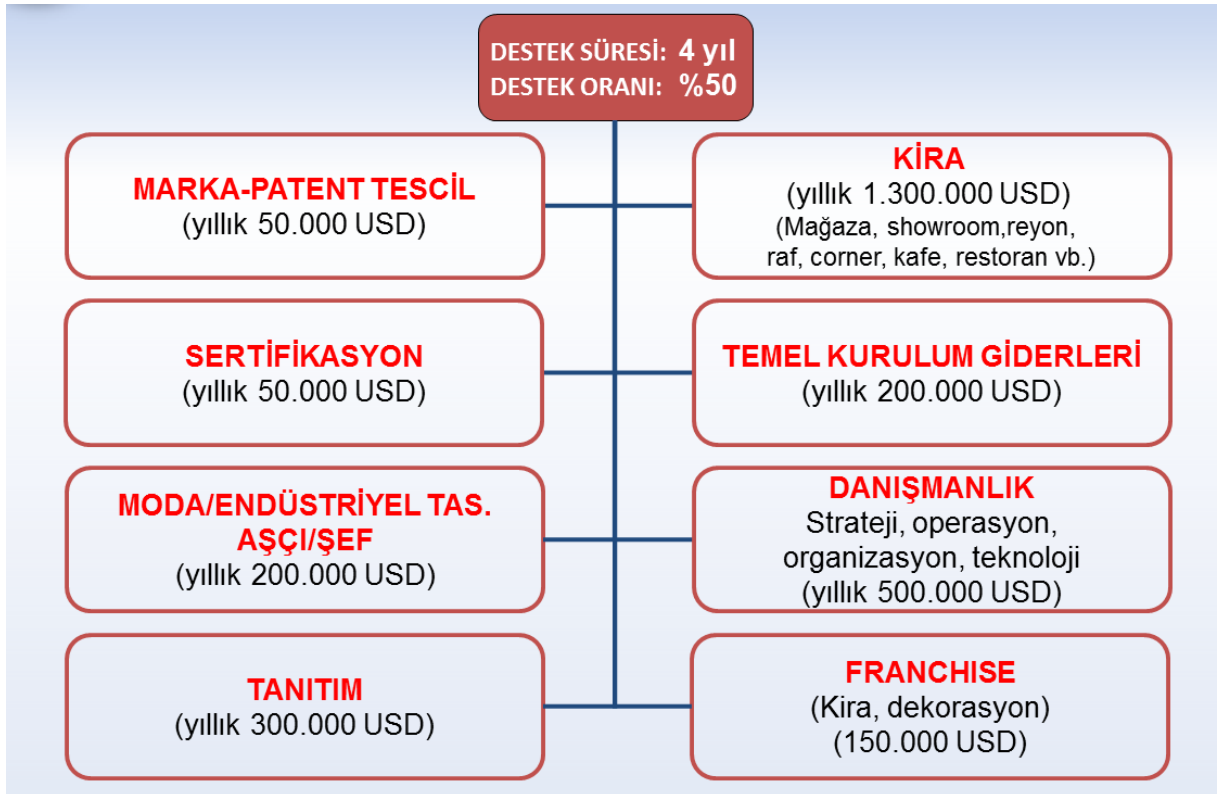 DESTEK SÜRESİ: 4 yıl
DESTEK ORANI: %50
MARKA-PATENT TESCİL
(yıllık 50.000 USD)
KİRA
(yıllık 1.300.000 USD)
(Mağaza, showroom,reyon,
raf, corner, kafe, restoran vb.)
SERTİFİKASYON
(yıllık 50.000 USD)
TEMEL KURULUM GİDERLERİ
(yıllık 200.000 USD)
MODA/ENDÜSTRİYEL TAS.
AŞÇI/ŞEF
(yıllık 200.000 USD)
DANIŞMANLIK
Strateji, operasyon,
organizasyon, teknoloji
(yıllık 500.000 USD)
TANITIM
(yıllık 300.000 USD)
FRANCHISE
(Kira, dekorasyon)
(150.000 USD)